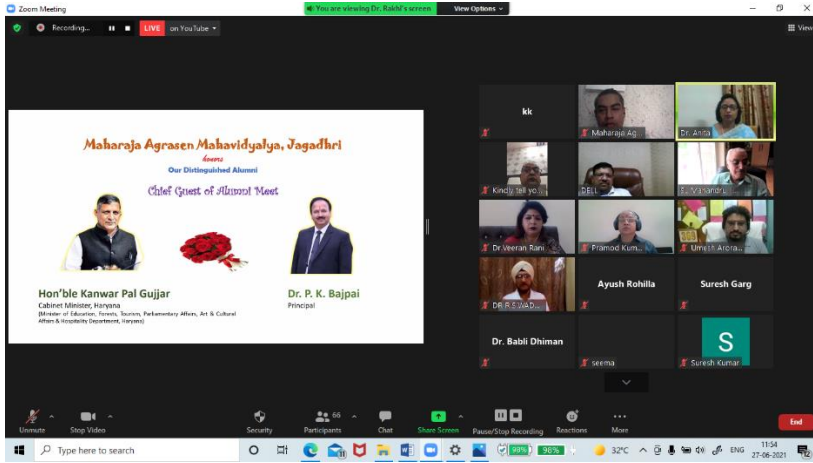 Zoom Meeting
You are viewing Dr. Rakhi's screen
View Options
Recording...
LIVE on YouTube
View
Maharaja Agrasen Mahavidyalya, Jagadhri
honors
Our Distinguished Alumni
Chief Guest of Alumni Meet
Hon'ble Kanwar Pal Gujjar
Cabinet Minister, Haryana
(Minister of Education, Forests, Tourism, Parliamentary Affairs, Art & Cultural
Affairs & Hospitality Department, Haryana)
Dr. P. K. Bajpai
Principal
kk
Maharaja Ag...
Dr. Anita
Kindly tell yo...
DELL
Dr.Veeran Rani
Pramod Kum...
Umesh Arora...
DR R S WAD...
Ayush Rohilla
Suresh Garg
Dr. Babli Dhiman
seema
S
Suresh Kumar
Unmute
Stop Video
Security
Participants
66
Chat
Share Screen
Pause/Stop Recording
Reactions
More
End
Type here to search
98%
98%
32°C
ENG
11:54
27-06-2021